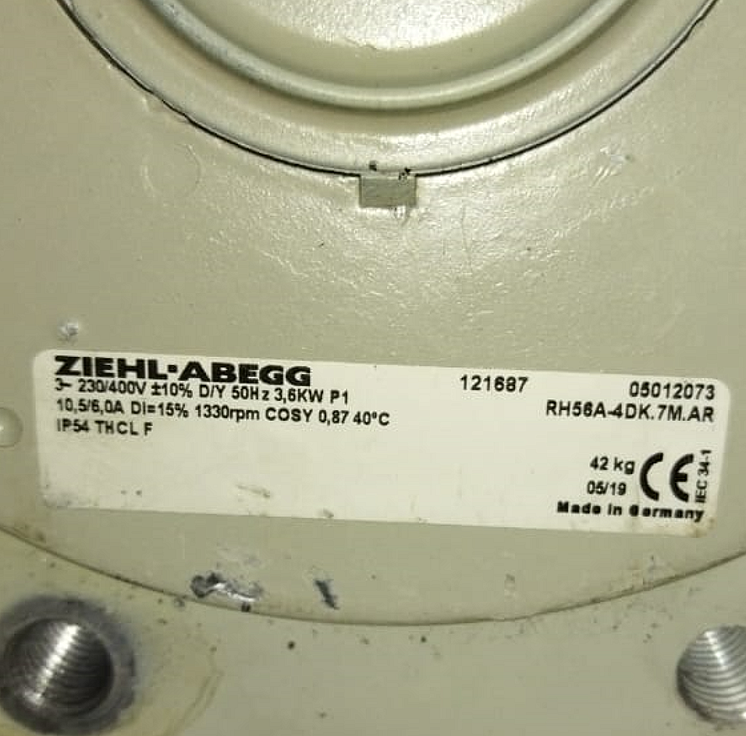 ZIEHL-ABEGG
3~ 230/400V ±10% D/Y 50Hz 3,6KW P1
10,5/6,0A DI=15% 1330rpm COSY 0,87 40°C
IP54 THCL F
121687
05012073
RH56A-4DK.7M.AR
42 kg
05/19
CE
IEC 34-1
Made in Germany